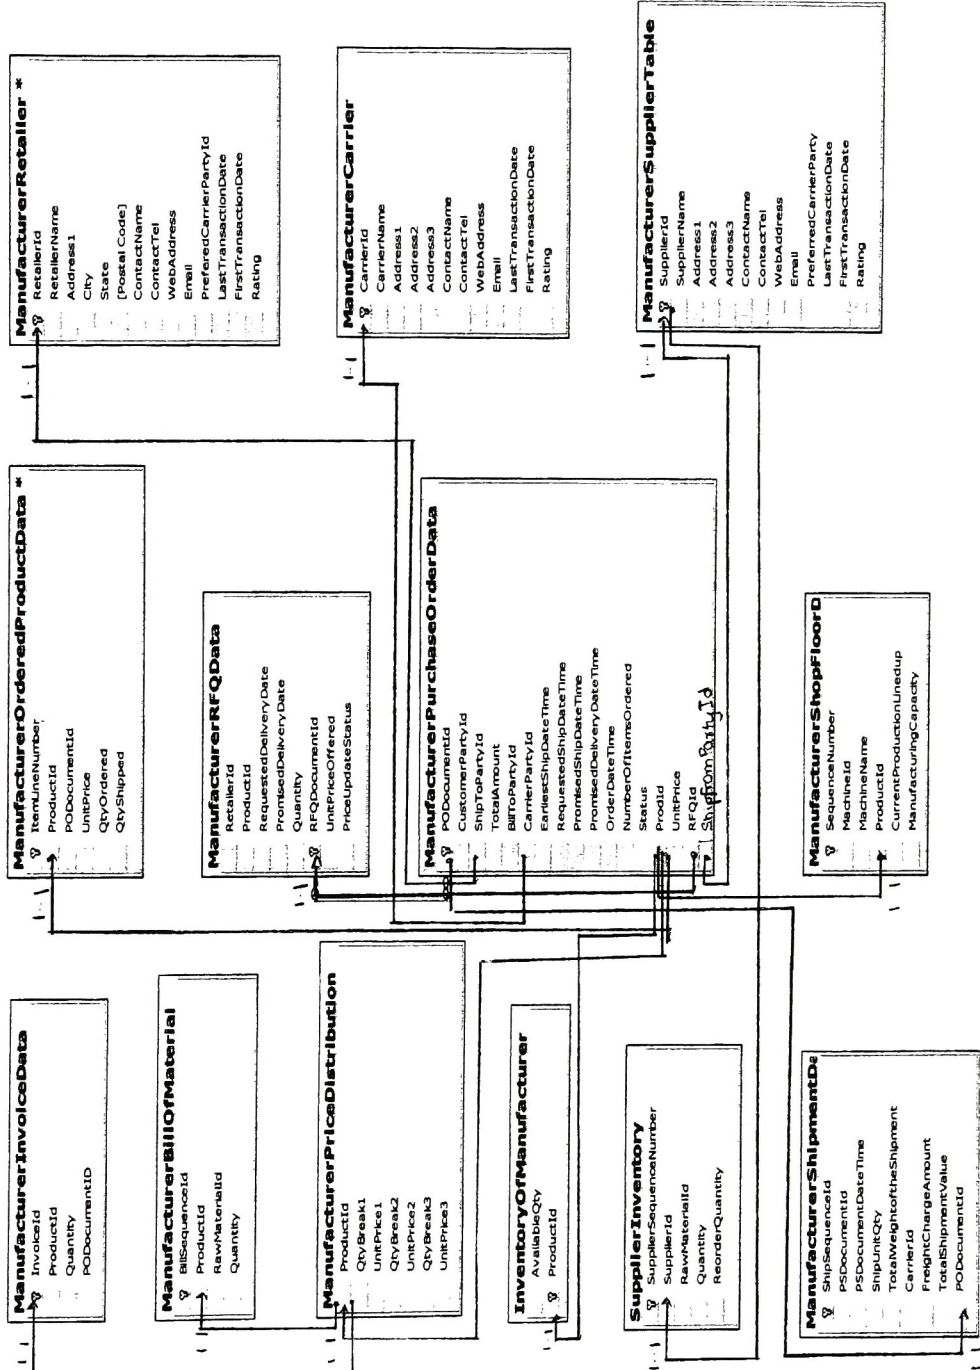 ManufacturerInvoiceData
InvoiceId
ProductId
Quantity
PODocumentID
ManufacturerOrderedProductData *
ItemLineNumber
ProductId
PODocumentId
UnitPrice
QtyOrdered
QtyShipped
ManufacturerRetailer *
RetailerId
RetailerName
Address1
City
State
[Postal Code]
ContactName
ContactTel
WebAddress
Email
PreferedCarrierPartyId
LastTransactionDate
FirstTransactionDate
Rating
ManufacturerBillOfMaterial
BillSequenceId
ProductId
RawMaterialId
Quantity
ManufacturerRFQData
RetailerId
ProductId
RequestedDeliveryDate
PromisedDeliveryDate
Quantity
RFQDocumentId
UnitPriceOffered
PriceUpdateStatus
ManufacturerCarrier
CarrierId
CarrierName
Address1
Address2
Address3
ContactName
ContactTel
WebAddress
Email
LastTransactionDate
FirstTransactionDate
Rating
ManufacturerPriceDistribution
ProductId
QtyBreak1
UnitPrice1
QtyBreak2
UnitPrice2
QtyBreak3
UnitPrice3
ManufacturerPurchaseOrderData
PODocumentId
CustomerPartyId
ShipToPartyId
TotalAmount
BillToPartyId
CarrierPartyId
EarliestShipDateTime
RequestedShipDateTime
PromisedShipDateTime
PromisedDeliveryDateTime
OrderDateTime
NumberOfItemsOrdered
Status
ProdId
UnitPrice
RFQId
ShipFromPartyId
InventoryOfManufacturer
AvailableQty
ProductId
SupplierInventory
SupplierSequenceNumber
SupplierId
RawMaterialId
Quantity
ReorderQuantity
ManufacturerSupplierTable
SupplierId
SupplierName
Address1
Address2
Address3
ContactName
ContactTel
WebAddress
Email
PreferredCarrierParty
LastTransactionDate
FirstTransactionDate
Rating
ManufacturerShipmentDa
ShipSequenceId
PSDocumentId
PSDocumentDateTime
ShipUnitQty
TotalWeightoftheShipment
CarrierId
FreightChargeAmount
TotalShipmentValue
PODocumentId
ManufacturerShopFloorD
SequenceNumber
MachineId
MachineName
ProductId
CurrentProductionLinedup
ManufacturingCapacity